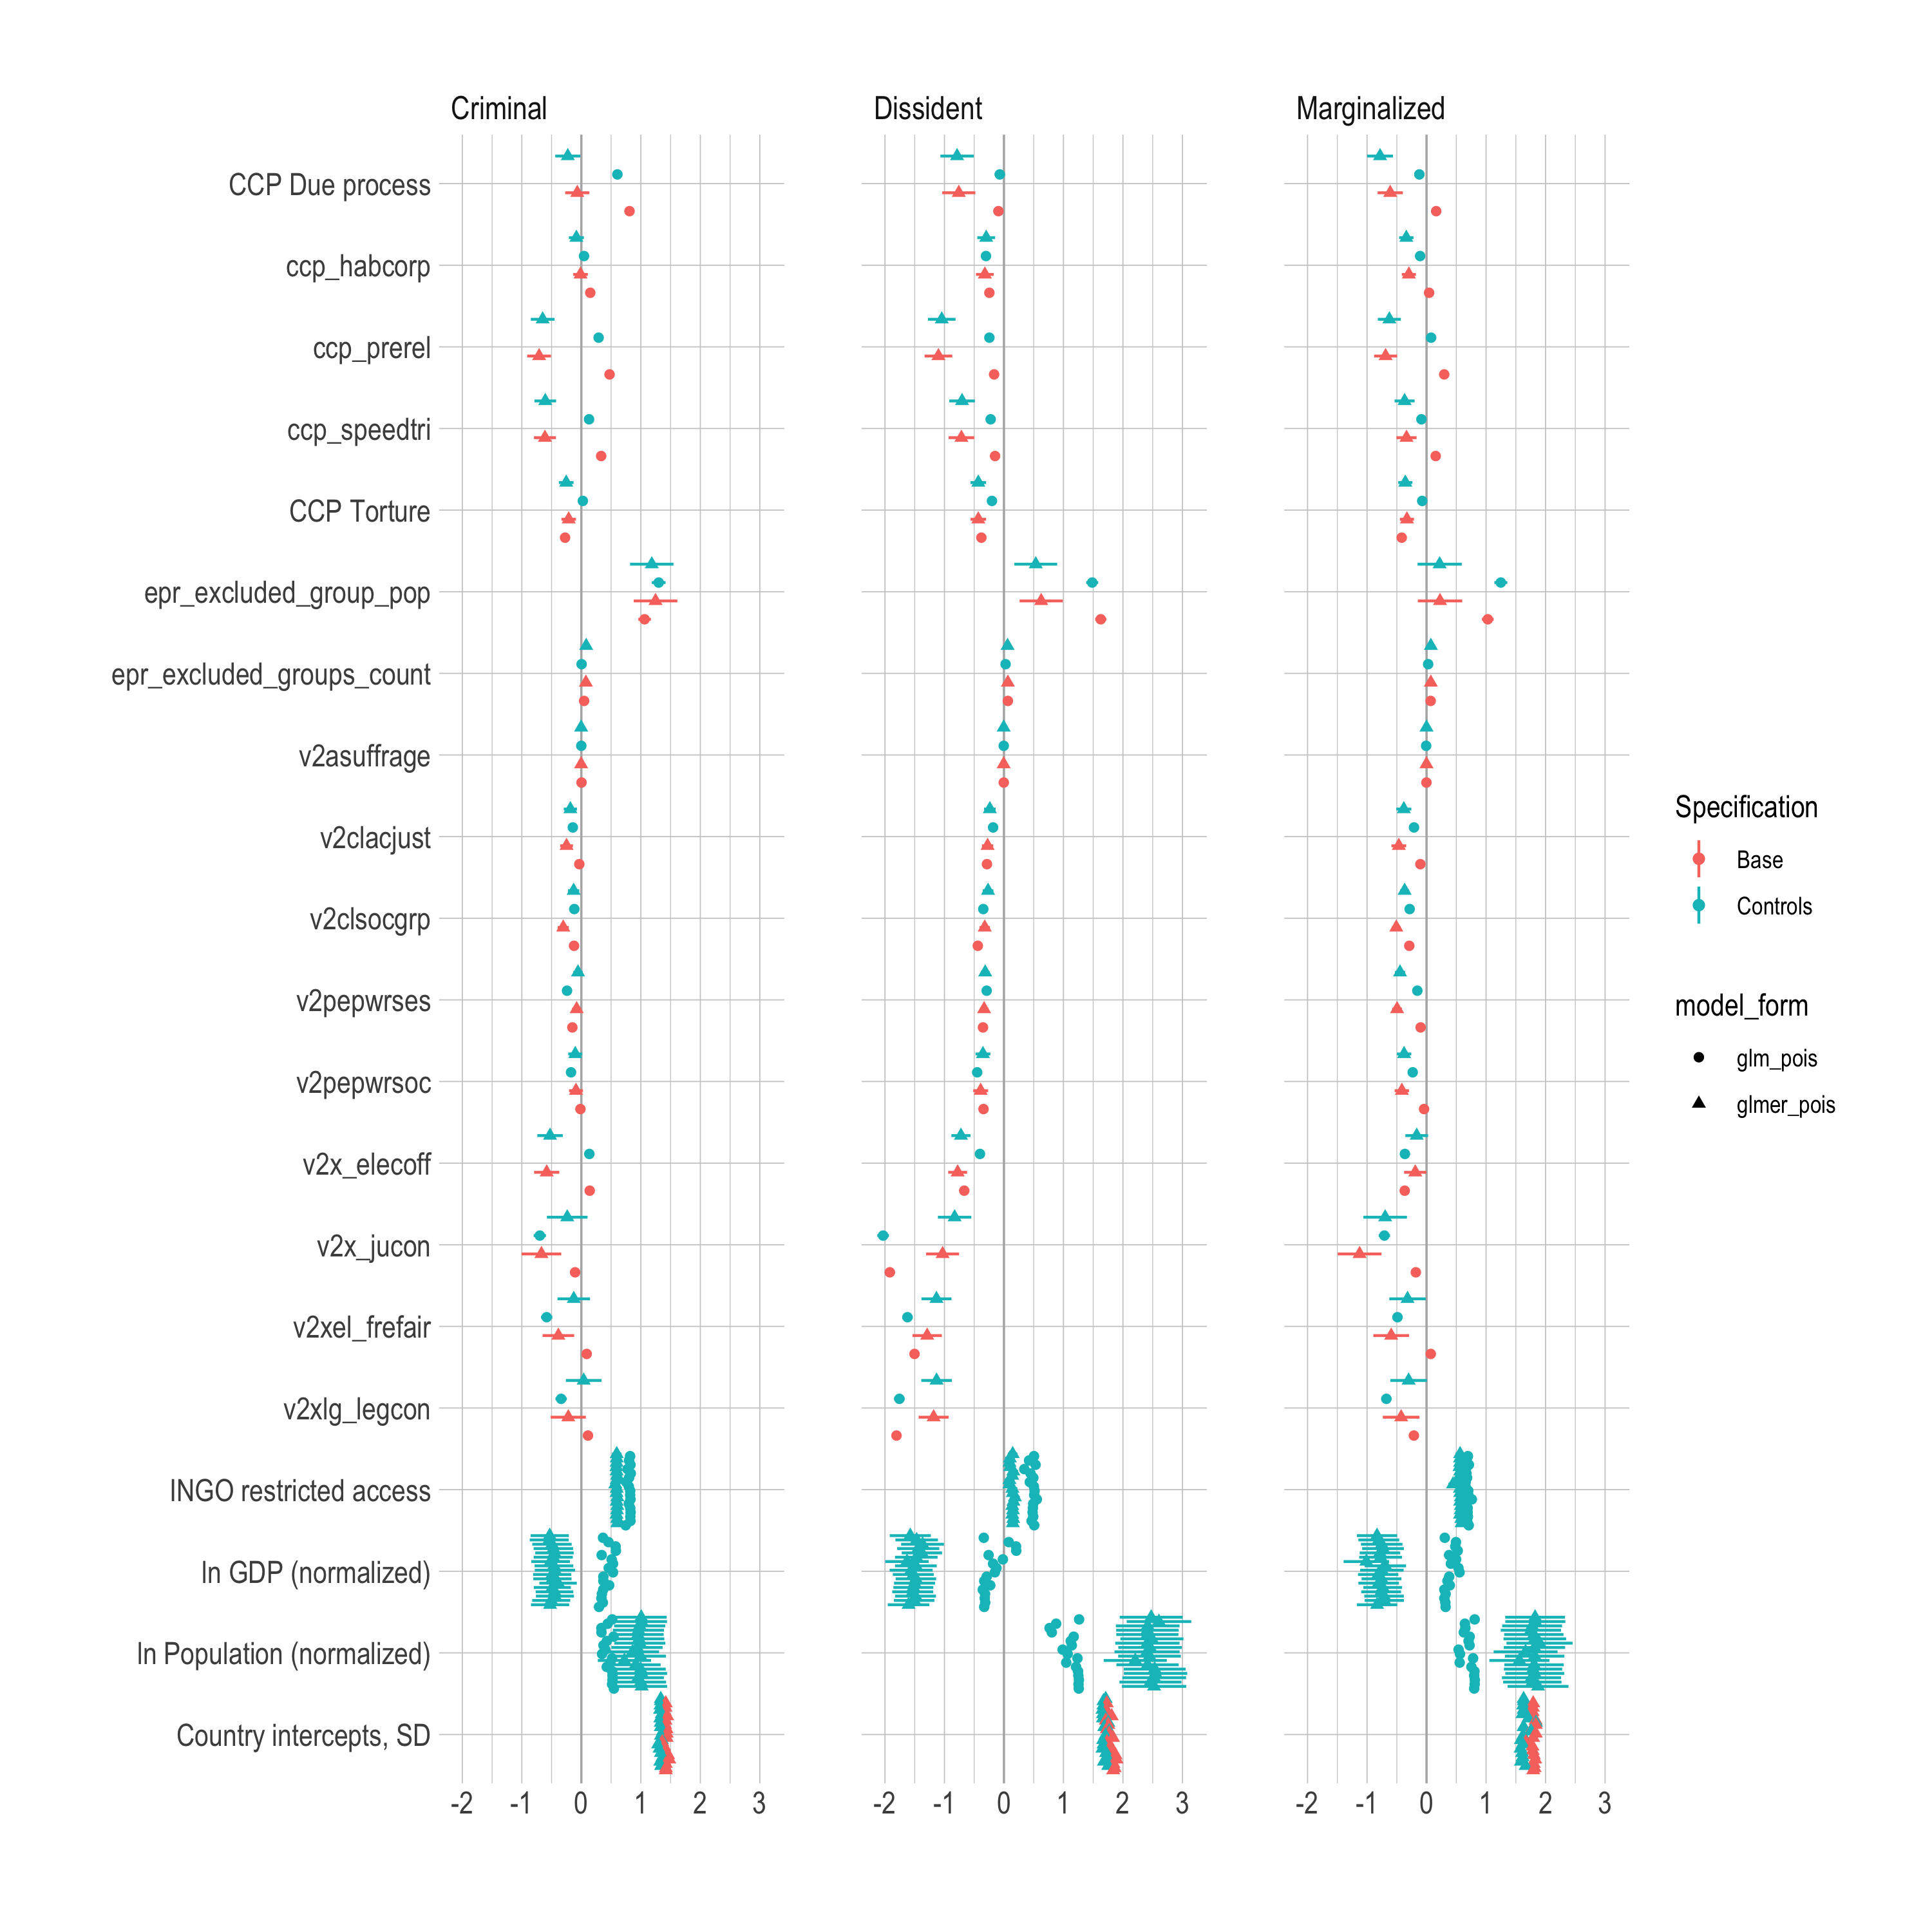 Criminal
Dissident
Marginalized
CCP Due process
ccp_habcorp
ccp_prerel
ccp_speedtri
CCP Torture
epr_excluded_group_pop
epr_excluded_groups_count
v2asuffrage
v2clacjust
v2clsocgrp
v2pepwrses
v2pepwrsoc
v2x_elecoff
v2x_jucon
v2xel_frefair
v2xlg_legcon
INGO restricted access
ln GDP (normalized)
ln Population (normalized)
Country intercepts, SD
-2 -1 0 1 2 3
-2 -1 0 1 2 3
-2 -1 0 1 2 3
Specification
Base
Controls
model_form
glm_pois
glmer_pois